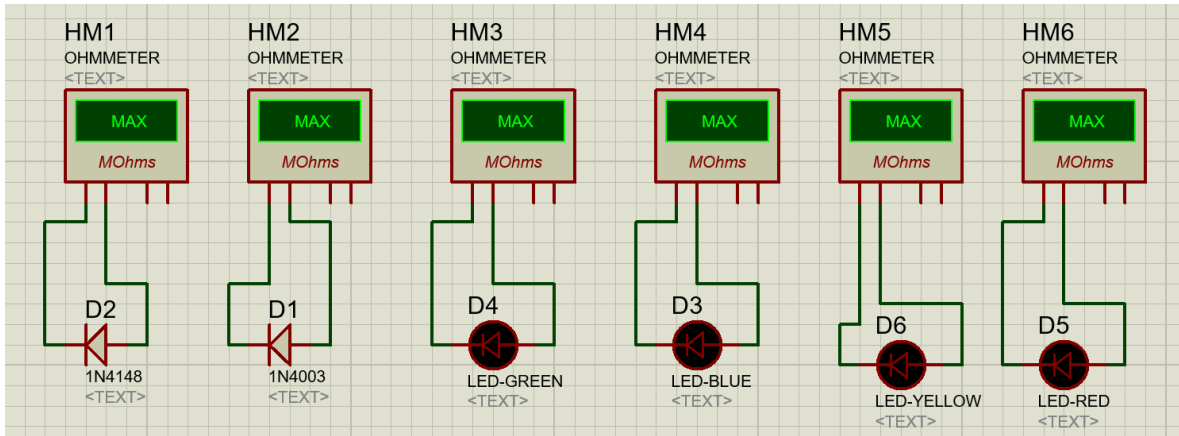 HM1
OHMMETER
<TEXT>
MAX
MOhms
D2
1N4148
<TEXT>
HM2
OHMMETER
<TEXT>
MAX
MOhms
D1
1N4003
<TEXT>
HM3
OHMMETER
<TEXT>
MAX
MOhms
D4
LED-GREEN
<TEXT>
HM4
OHMMETER
<TEXT>
MAX
MOhms
D3
LED-BLUE
<TEXT>
HM5
OHMMETER
<TEXT>
MAX
MOhms
D6
LED-YELLOW
<TEXT>
HM6
OHMMETER
<TEXT>
MAX
MOhms
D5
LED-RED
<TEXT>